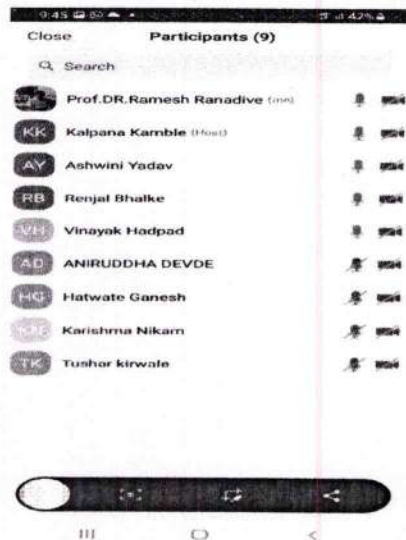 9:45 42%
Close Participants (9)
Search
Prof.DR.Ramesh Ranadive (me)
KK Kalpana Kamble (Host)
AY Ashwini Yadav
RB Renjal Bhalke
VH Vinayak Hadpad
AD ANIRUDDHA DEVDE
HG Hatwate Ganesh
KN Karishma Nikam
TK Tushar kirwale